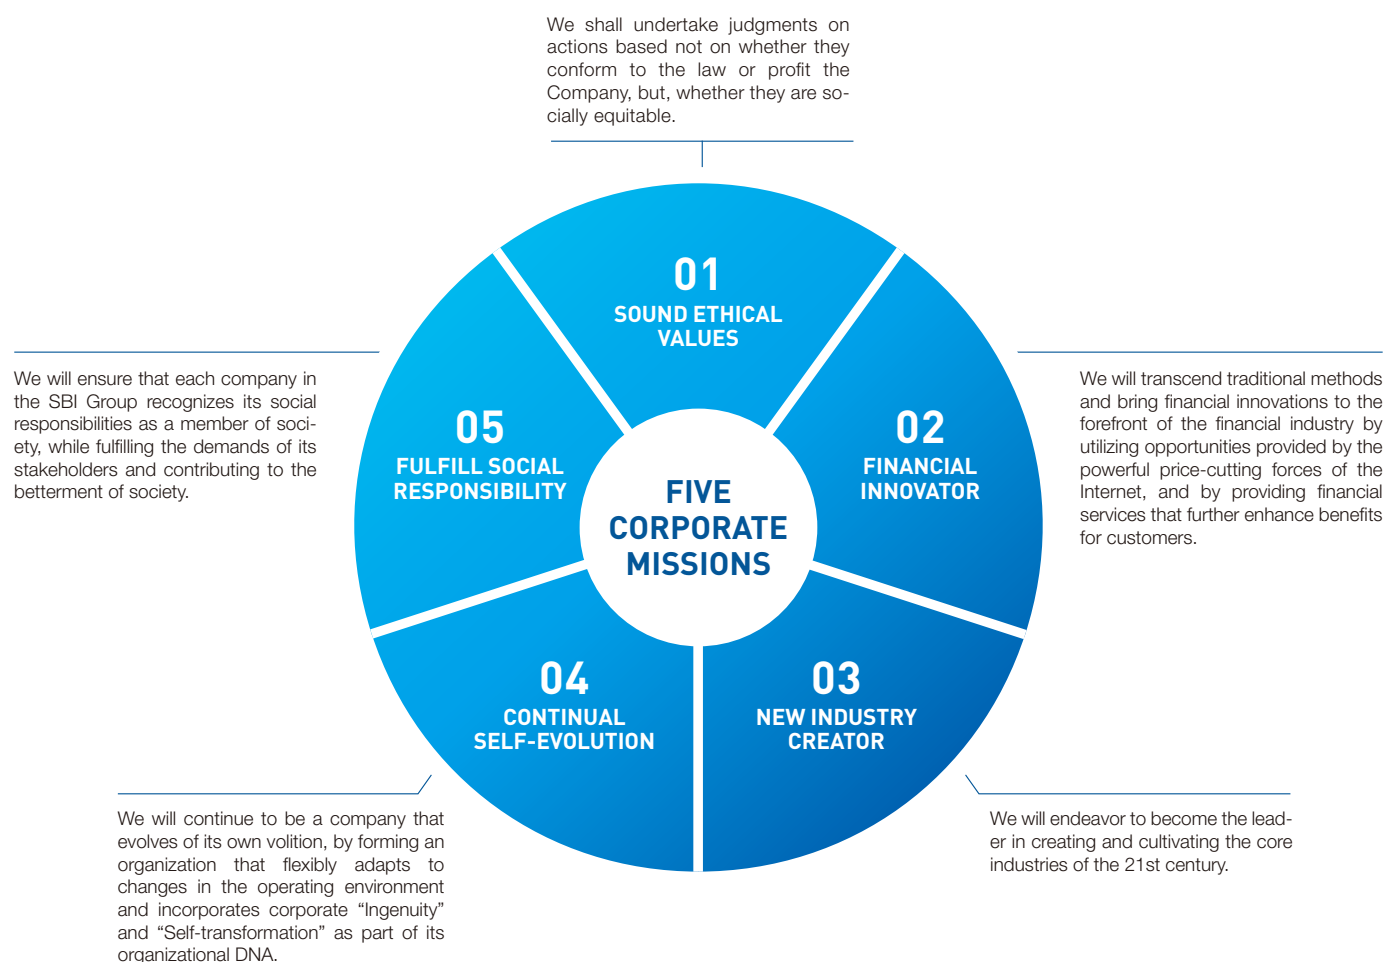 We shall undertake judgments on
actions based not on whether they
conform to the law or profit the
Company, but, whether they are so-
cially equitable.
01
SOUND ETHICAL
VALUES
02
FINANCIAL
INNOVATOR
We will transcend traditional methods
and bring financial innovations to the
forefront of the financial industry by
utilizing opportunities provided by the
powerful price-cutting forces of the
Internet, and by providing financial
services that further enhance benefits
for customers.
03
NEW INDUSTRY
CREATOR
We will endeavor to become the lead-
er in creating and cultivating the core
industries of the 21st century.
04
CONTINUAL
SELF-EVOLUTION
We will continue to be a company that
evolves of its own volition, by forming an
organization that flexibly adapts to
changes in the operating environment
and incorporates corporate “Ingenuity”
and “Self-transformation” as part of its
organizational DNA.
05
FULFILL SOCIAL
RESPONSIBILITY
We will ensure that each company in
the SBI Group recognizes its social
responsibilities as a member of soci-
ety, while fulfilling the demands of its
stakeholders and contributing to the
betterment of society.
FIVE
CORPORATE
MISSIONS